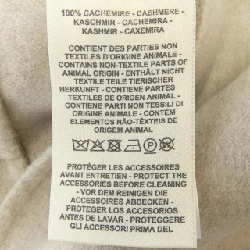 100% CACHEMIRE - CASHMERE -
KASCHMIR - CACHEMIRA -
KASHMIR - CAXEMIRA
CONTIENT DES PARTIES NON
TEXTILES D'ORIGINE ANIMALE -
CONTAINS NON-TEXTILE PARTS OF
ANIMAL ORIGIN - ENTHÄLT NICHT
TEXTILE TEILE TIERISCHER
HERKUNFT - CONTIENE PARTES
TEXTILES DE ORIGEN ANIMAL -
CONTIENE PARTI NON TESSILI DI
ORIGINE ANIMALE - CONTÉM
ELEMENTOS NÃO-TÊXTEIS DE
ORIGEM ANIMAL
PROTÉGER LES ACCESSOIRES
AVANT ENTRETIEN - PROTECT THE
ACCESSORIES BEFORE CLEANING
- VOR DEM REINIGEN DIE
ACCESSOIRES ABDECKEN -
PROTEGER LOS ACCESORIOS
ANTES DE LAVAR - PROTEGGERE
GLI ACCESSORI PRIMA DEL